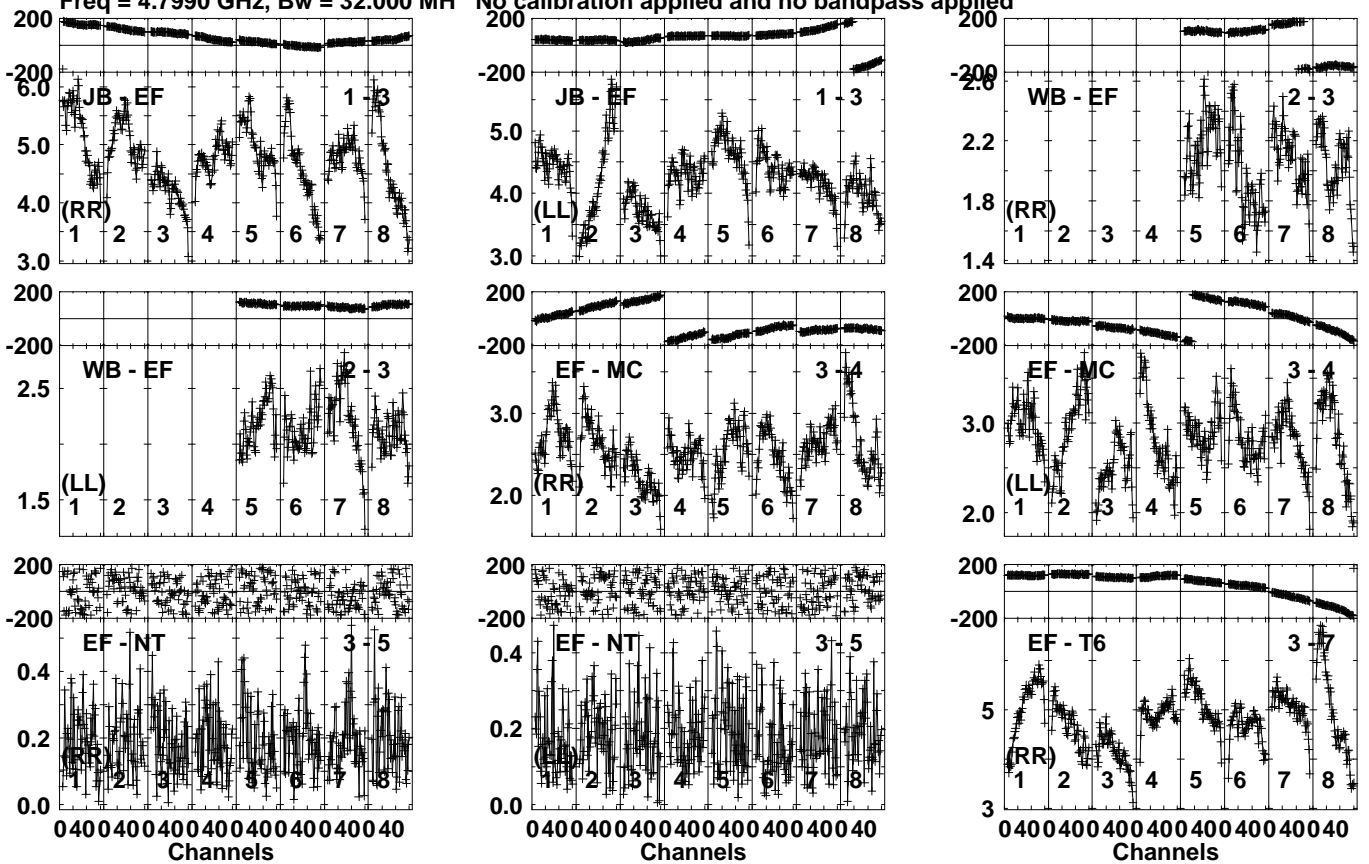 Freq = 4.7990 GHz, Bw = 32.000 MH No calibration applied and no bandpass applied
200
-200
6.0
5.0
4.0
3.0
JB - EF 1 - 3
(RR)
1 2 3 4 5 6 7 8
200
-200
5.0
4.0
3.0
JB - EF 1 - 3
(LL)
1 2 3 4 5 6 7 8
200
-200
2.6
2.2
1.8
1.4
WB - EF 2 - 3
(RR)
1 2 3 4 5 6 7 8
200
-200
2.5
1.5
WB - EF 2 - 3
(LL)
1 2 3 4 5 6 7 8
200
-200
3.0
2.0
EF - MC 3 - 4
(RR)
1 2 3 4 5 6 7 8
200
-200
3.0
2.0
EF - MC 3 - 4
(LL)
1 2 3 4 5 6 7 8
200
-200
0.4
0.2
0.0
EF - NT 3 - 5
(RR)
1 2 3 4 5 6 7 8
0 40 0 40 0 40 0 40 0 40 0 40 0 40 0 40
Channels
200
-200
0.4
0.2
0.0
EF - NT 3 - 5
(LL)
1 2 3 4 5 6 7 8
0 40 0 40 0 40 0 40 0 40 0 40 0 40 0 40
Channels
200
-200
5
3
EF - T6 3 - 7
(RR)
1 2 3 4 5 6 7 8
0 40 0 40 0 40 0 40 0 40 0 40 0 40 0 40
Channels